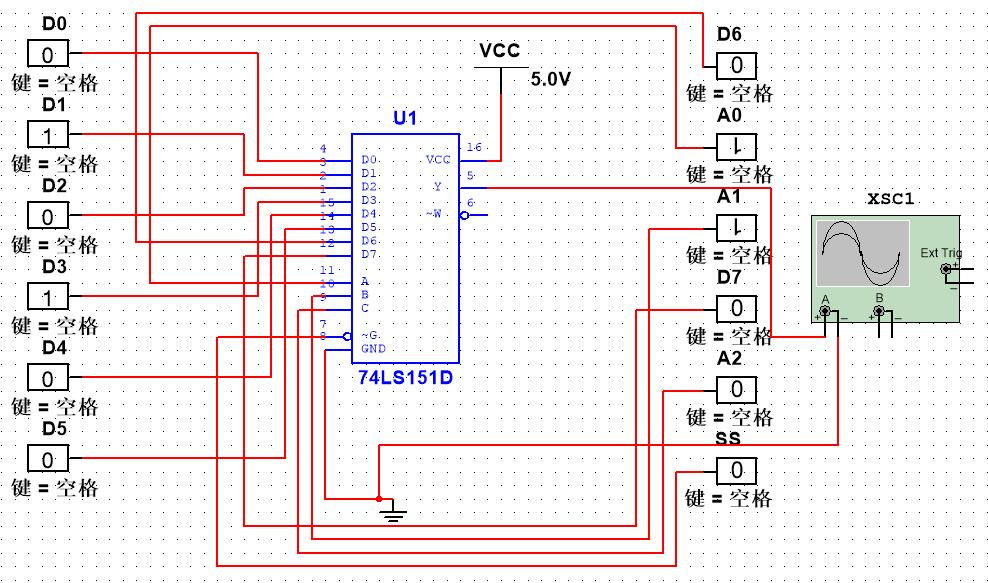 D0
0
键 = 空格
D1
1
键 = 空格
D2
0
键 = 空格
D3
1
键 = 空格
D4
0
键 = 空格
D5
0
键 = 空格
VCC
5.0V
U1
4
3
2
1
15
14
13
12
11
10
9
7
8
D0
D1
D2
D3
D4
D5
D6
D7
A
B
C
~G
GND
VCC
Y
~W
16
5
6
74LS151D
D6
0
键 = 空格
A0
1
键 = 空格
A1
1
键 = 空格
D7
0
键 = 空格
A2
0
键 = 空格
SS
0
键 = 空格
XSC1
Ext Trig
+
–
A
B
+
–
+
–